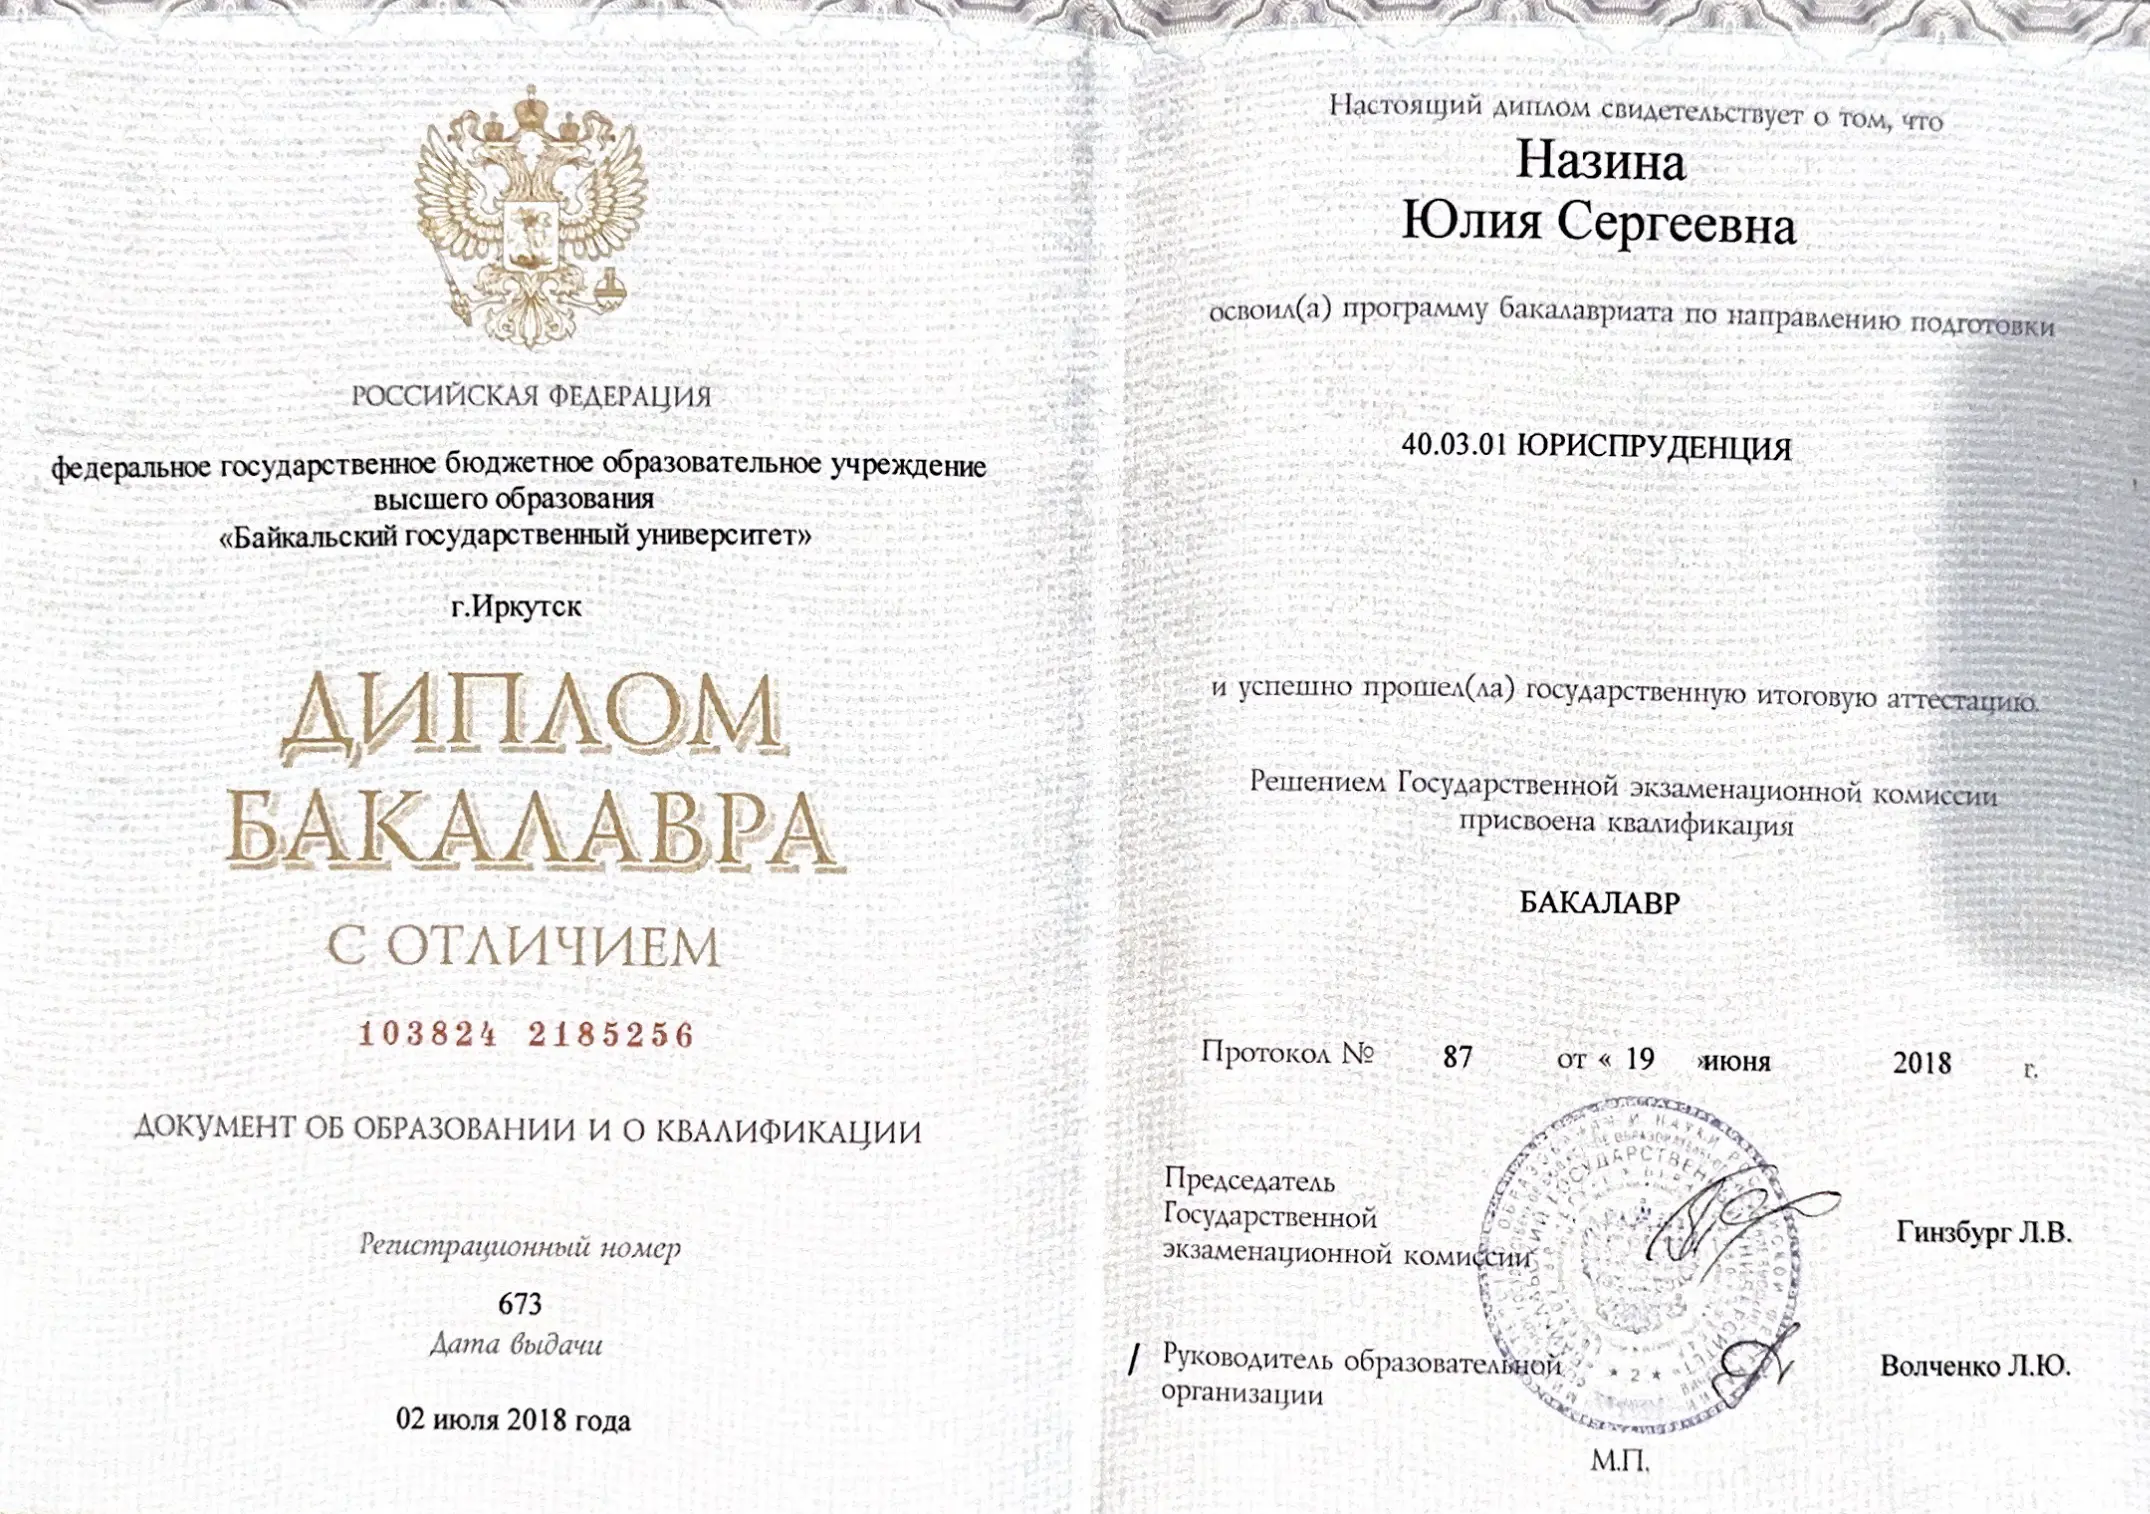 РОССИЙСКАЯ ФЕДЕРАЦИЯ
федеральное государственное бюджетное образовательное учреждение
высшего образования
«Байкальский государственный университет»
г.Иркутск
ДИПЛОМ
БАКАЛАВРА
С ОТЛИЧИЕМ
103824 2185256
ДОКУМЕНТ ОБ ОБРАЗОВАНИИ И О КВАЛИФИКАЦИИ
Регистрационный номер
673
Дата выдачи
02 июля 2018 года
Настоящий диплом свидетельствует о том, что
Назина
Юлия Сергеевна
освоил(а) программу бакалавриата по направлению подготовки
40.03.01 ЮРИСПРУДЕНЦИЯ
и успешно прошел(ла) государственную итоговую аттестацию.
Решением Государственной экзаменационной комиссии
присвоена квалификация
БАКАЛАВР
Протокол № 87 от « 19 » июня 2018 г.
Председатель
Государственной
экзаменационной комиссии
Гинзбург Л.В.
/ Руководитель образовательной
организации
Волченко Л.Ю.
М.П.